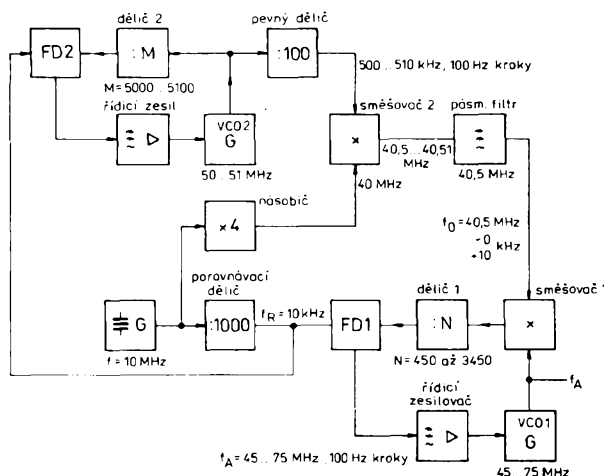 dělič 2
pevný dělič
FD2
:M
:100
M=5000..5100
500..510 kHz, 100 Hz kroky
řídicí zesil
VCO2
G
50..51 MHz
směšovač 2
×
pásm. filtr
40,5...40,51
MHz
40,5 MHz
40 MHz
násobič
×4
f₀=40,5 MHz
-0
+10
kHz
porovnávací
dělič
G
:1000
f=10 MHz
fR=10kHz
FD1
dělič 1
:N
N=450 až 3450
směšovač 1
×
fA
řídicí
zesilovač
VCO1
G
fA=45..75 MHz, 100 Hz kroky
45..75 MHz